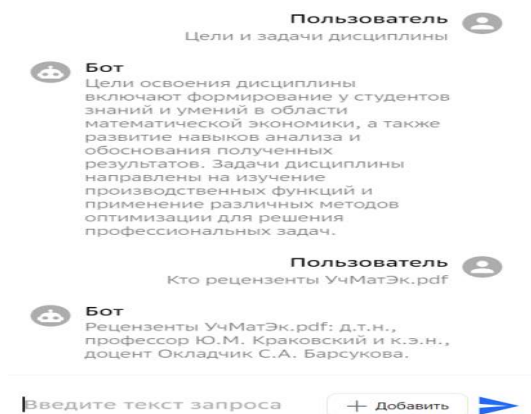 Пользователь
Цели и задачи дисциплины
Бот
Цели освоения дисциплины
включают формирование у студентов
знаний и умений в области
математической экономики, а также
развитие навыков анализа и
обоснования полученных
результатов. Задачи дисциплины
направлены на изучение
производственных функций и
применение различных методов
оптимизации для решения
профессиональных задач.
Пользователь
Кто рецензенты УчМатЭк.pdf
Бот
Рецензенты УчМатЭк.pdf: д.т.н.,
профессор Ю.М. Краковский и к.э.н.,
доцент Окладчик С.А. Барсукова.
Введите текст запроса
+ Добавить